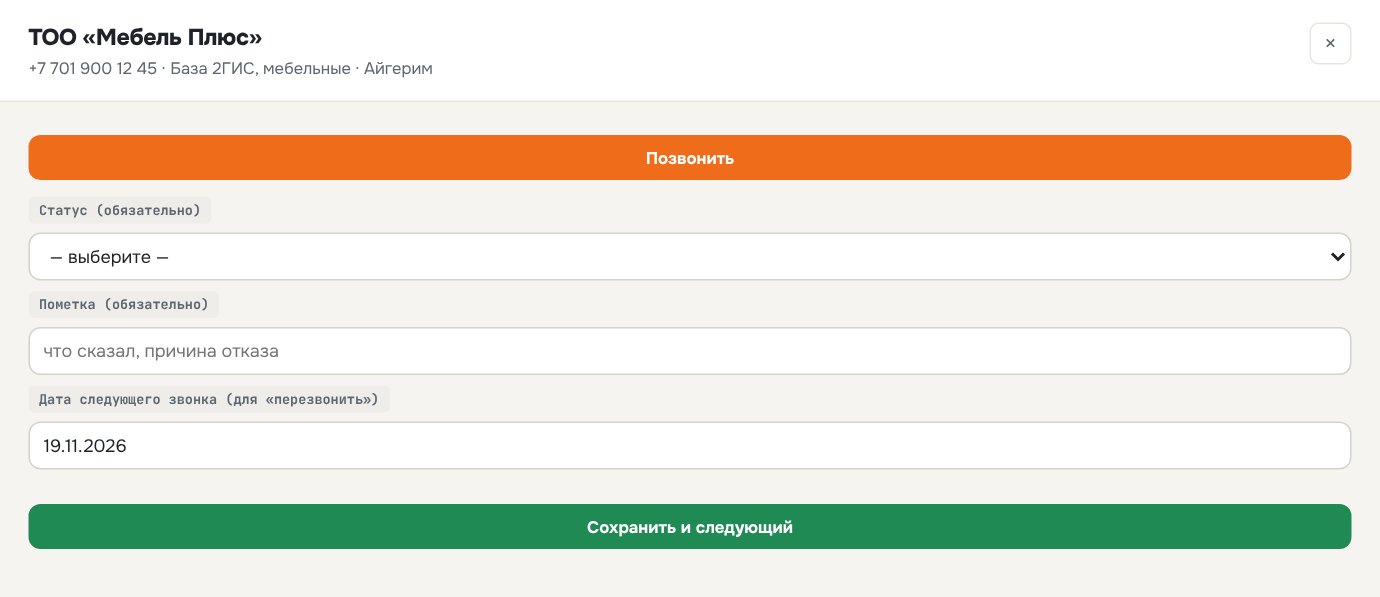 ТОО «Мебель Плюс»
+7 701 900 12 45 · База 2ГИС, мебельные · Айгерим
×
Позвонить
Статус (обязательно)
— выберите —
Пометка (обязательно)
что сказал, причина отказа
Дата следующего звонка (для «перезвонить»)
19.11.2026
Сохранить и следующий